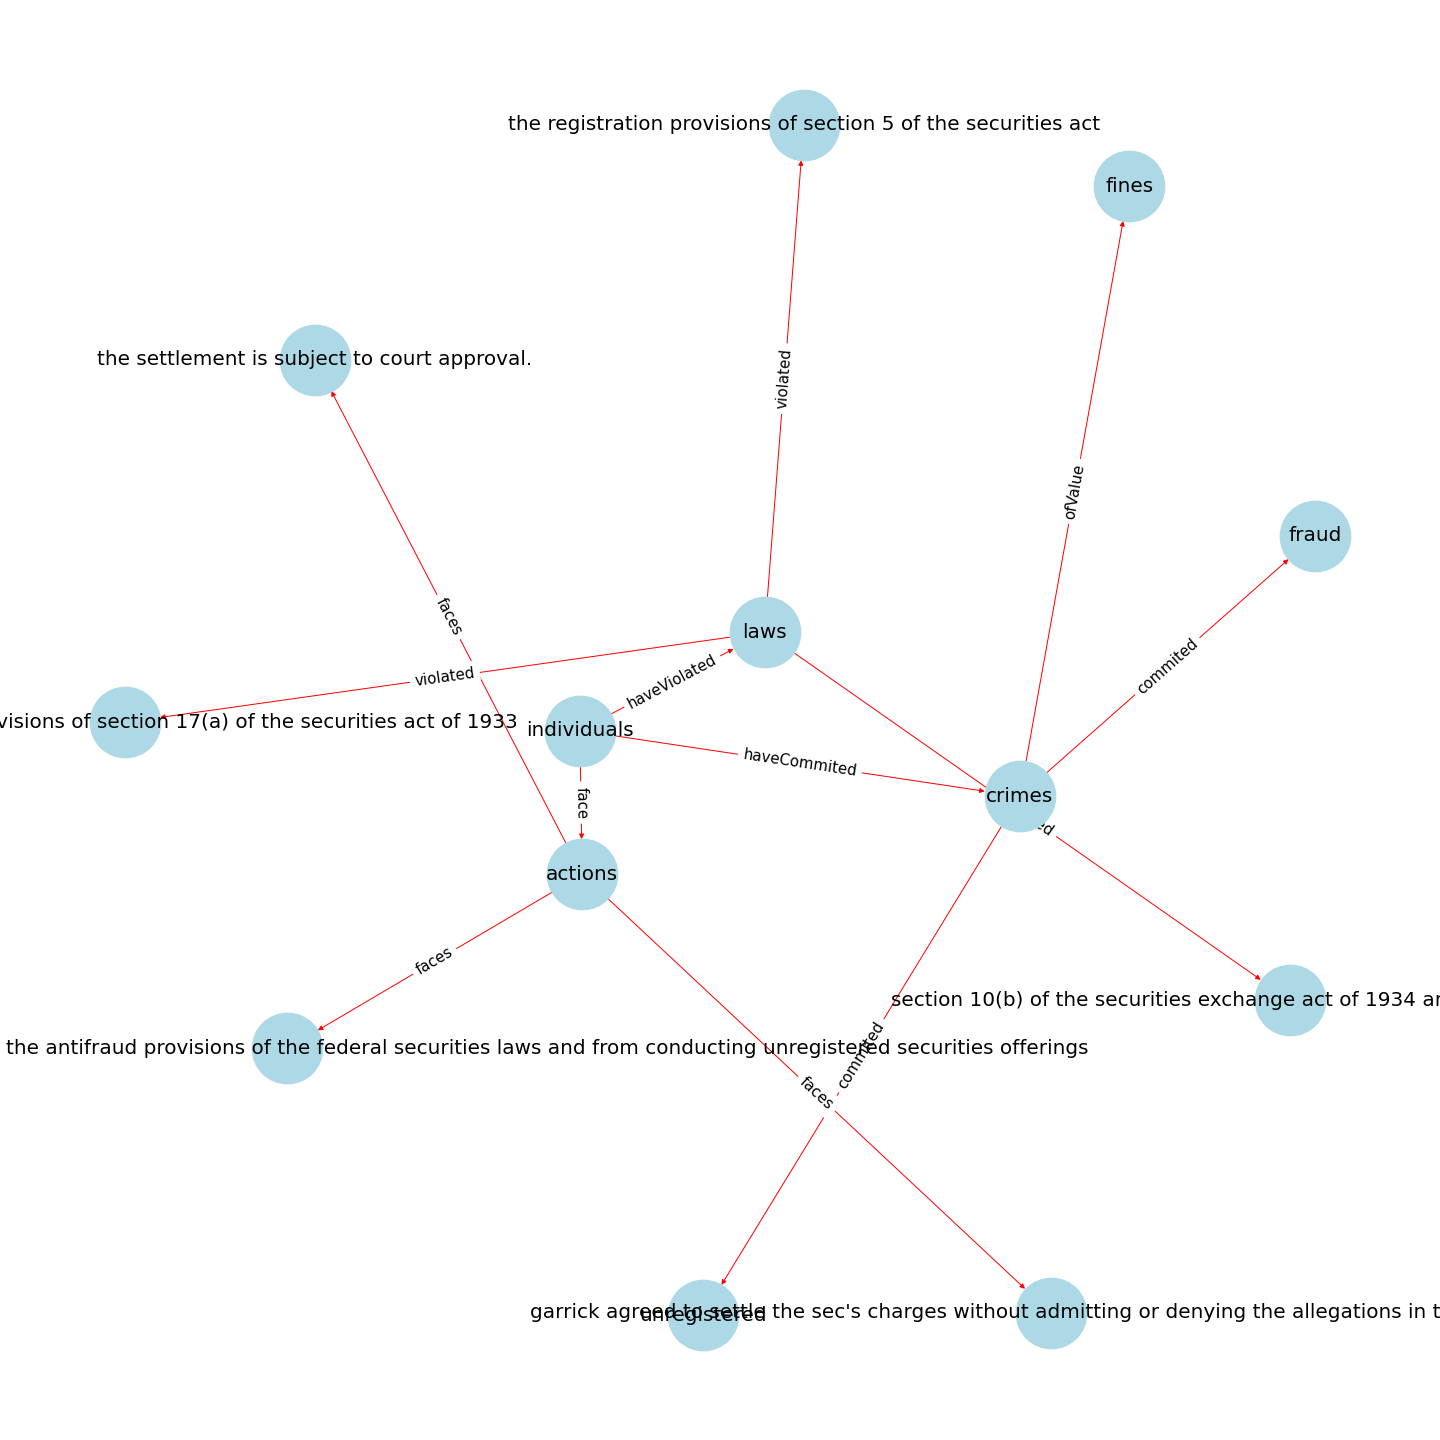 the registration provisions of section 5 of the securities act
fines
the settlement is subject to court approval.
violated
ofValue
fraud
faces
laws
commited
violated
haveViolated
visions of section 17(a) of the securities act of 1933
individuals
haveCommited
face
crimes
ed
actions
faces
section 10(b) of the securities exchange act of 1934
the antifraud provisions of the federal securities laws and from conducting unregistered securities offerings
commited
faces
garrick agreed to settle the sec's charges without admitting or denying the allegations in
unregistered